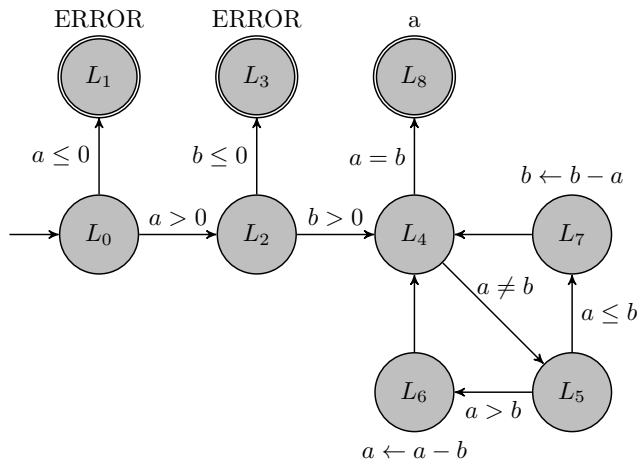 ERROR
ERROR
a
L₁
L₃
L₈
a ≤ 0
b ≤ 0
a = b
b ← b − a
L₀
a > 0
L₂
b > 0
L₄
L₇
a ≠ b
a ≤ b
L₆
a > b
L₅
a ← a − b